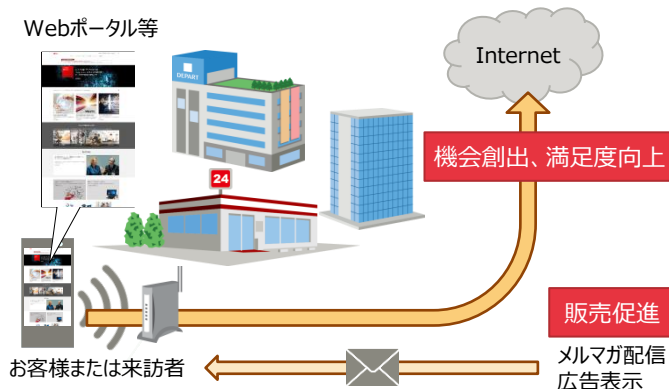 Webポータル等
Internet
DEPART
機会創出、満足度向上
24
販売促進
お客様または来訪者
メルマガ配信
広告表示